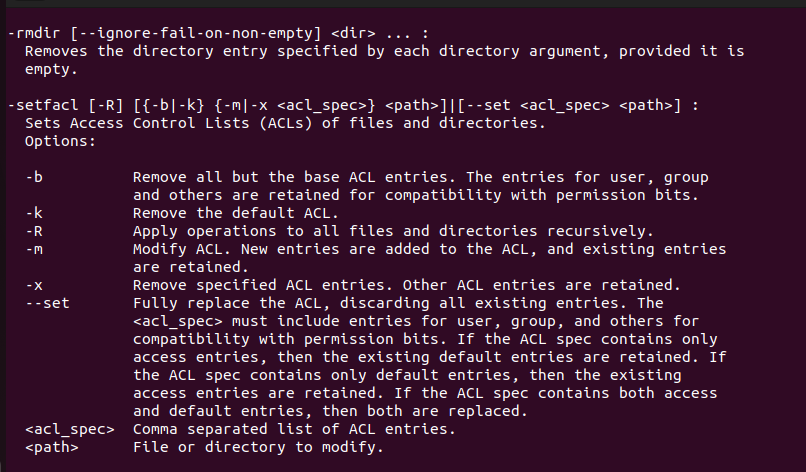 -rmdir [--ignore-fail-on-non-empty] <dir> ... :
  Removes the directory entry specified by each directory argument, provided it is
  empty.

-setfacl [-R] [{-b|-k} {-m|-x <acl_spec>} <path>]|[--set <acl_spec> <path>] :
  Sets Access Control Lists (ACLs) of files and directories.
  Options:

  -b          Remove all but the base ACL entries. The entries for user, group
              and others are retained for compatibility with permission bits.
  -k          Remove the default ACL.
  -R          Apply operations to all files and directories recursively.
  -m          Modify ACL. New entries are added to the ACL, and existing entries
              are retained.
  -x          Remove specified ACL entries. Other ACL entries are retained.
  --set       Fully replace the ACL, discarding all existing entries. The
              <acl_spec> must include entries for user, group, and others for
              compatibility with permission bits. If the ACL spec contains only
              access entries, then the existing default entries are retained. If
              the ACL spec contains only default entries, then the existing
              access entries are retained. If the ACL spec contains both access
              and default entries, then both are replaced.
  <acl_spec>  Comma separated list of ACL entries.
  <path>      File or directory to modify.